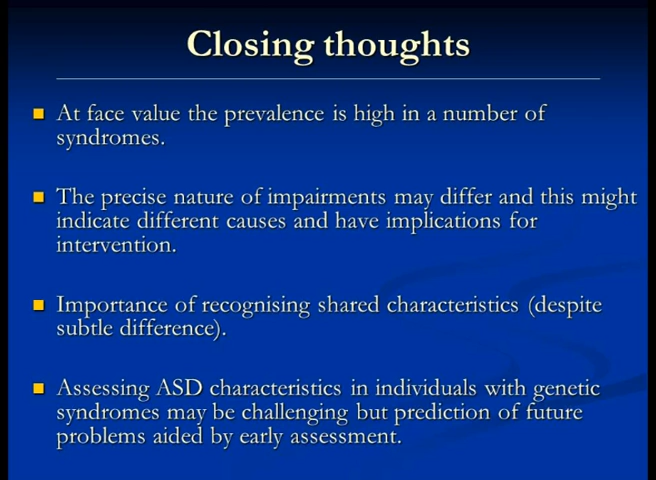 Closing thoughts
At face value the prevalence is high in a number of
syndromes.
The precise nature of impairments may differ and this might
indicate different causes and have implications for
intervention.
Importance of recognising shared characteristics (despite
subtle difference).
Assessing ASD characteristics in individuals with genetic
syndromes may be challenging but prediction of future
problems aided by early assessment.